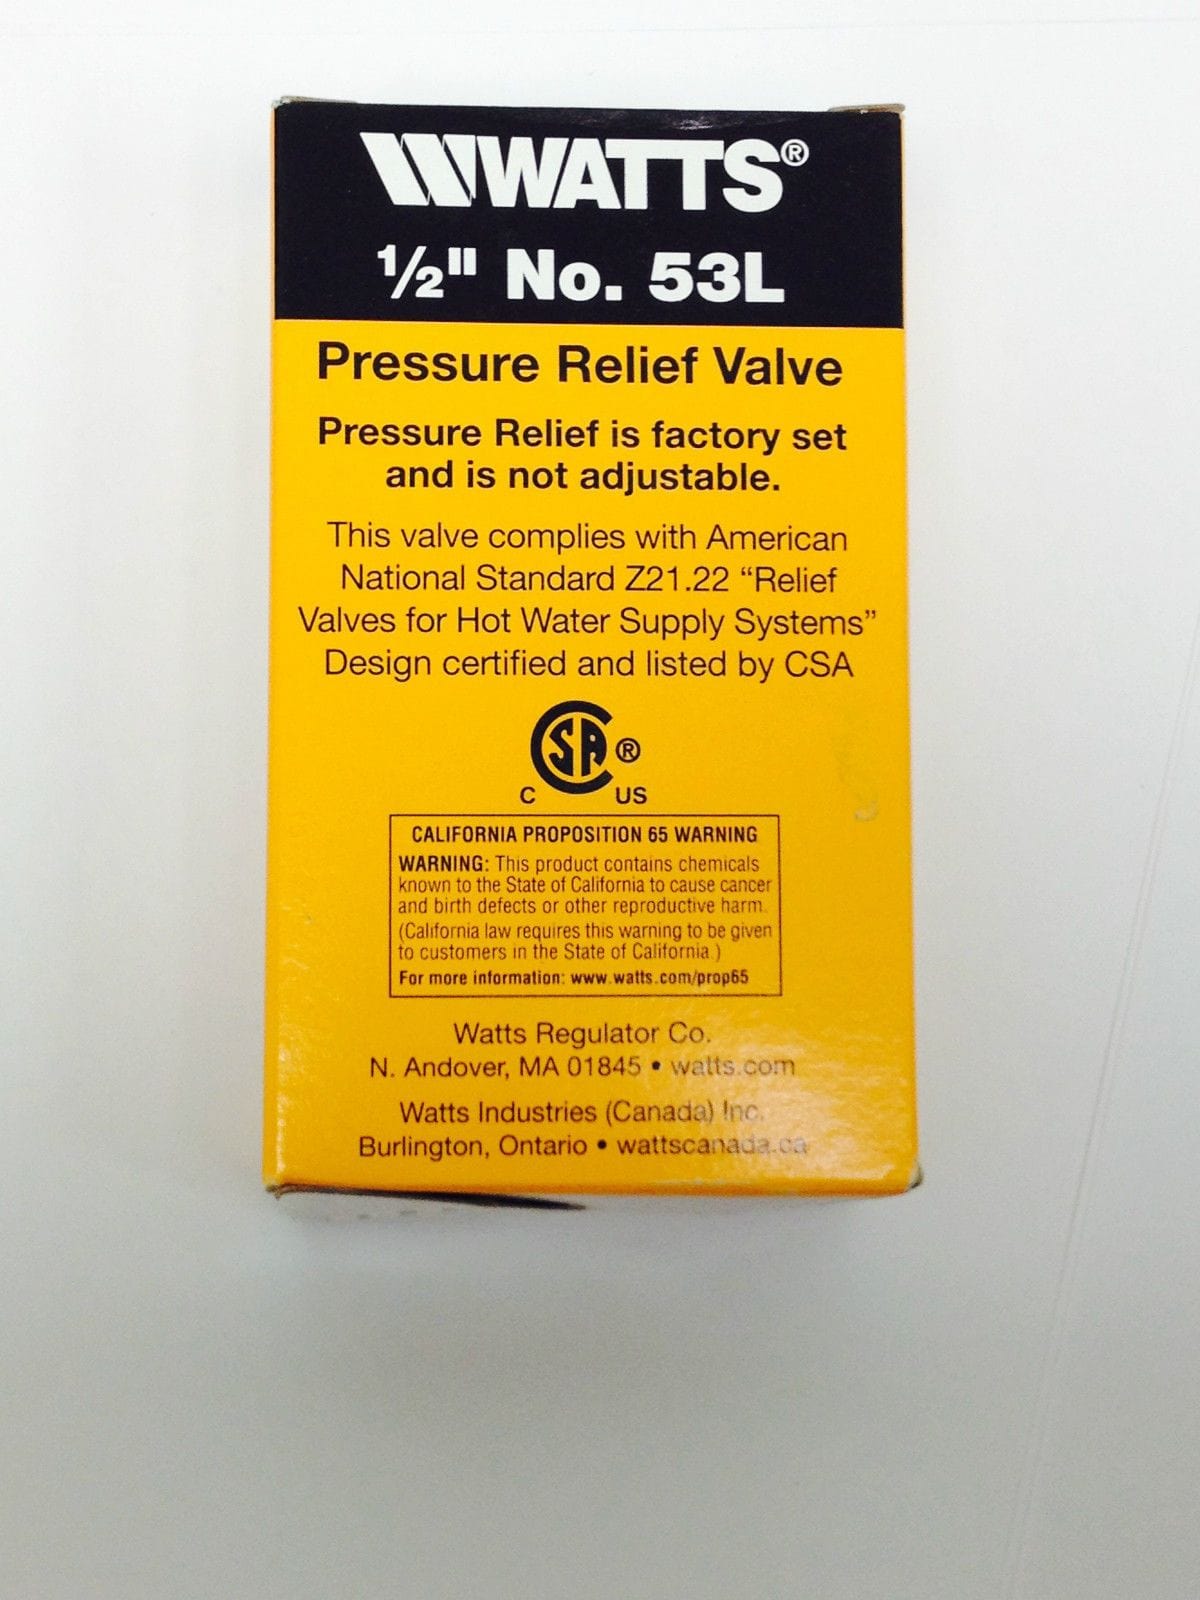 WATTS®
½" No. 53L
Pressure Relief Valve
Pressure Relief is factory set
and is not adjustable.
This valve complies with American
National Standard Z21.22 “Relief
Valves for Hot Water Supply Systems”
Design certified and listed by CSA
CSA ®
C US
CALIFORNIA PROPOSITION 65 WARNING
WARNING: This product contains chemicals
known to the State of California to cause cancer
and birth defects or other reproductive harm.
(California law requires this warning to be given
to customers in the State of California.)
For more information: www.watts.com/prop65
Watts Regulator Co.
N. Andover, MA 01845 • watts.com
Watts Industries (Canada) Inc.
Burlington, Ontario • wattscanada.ca